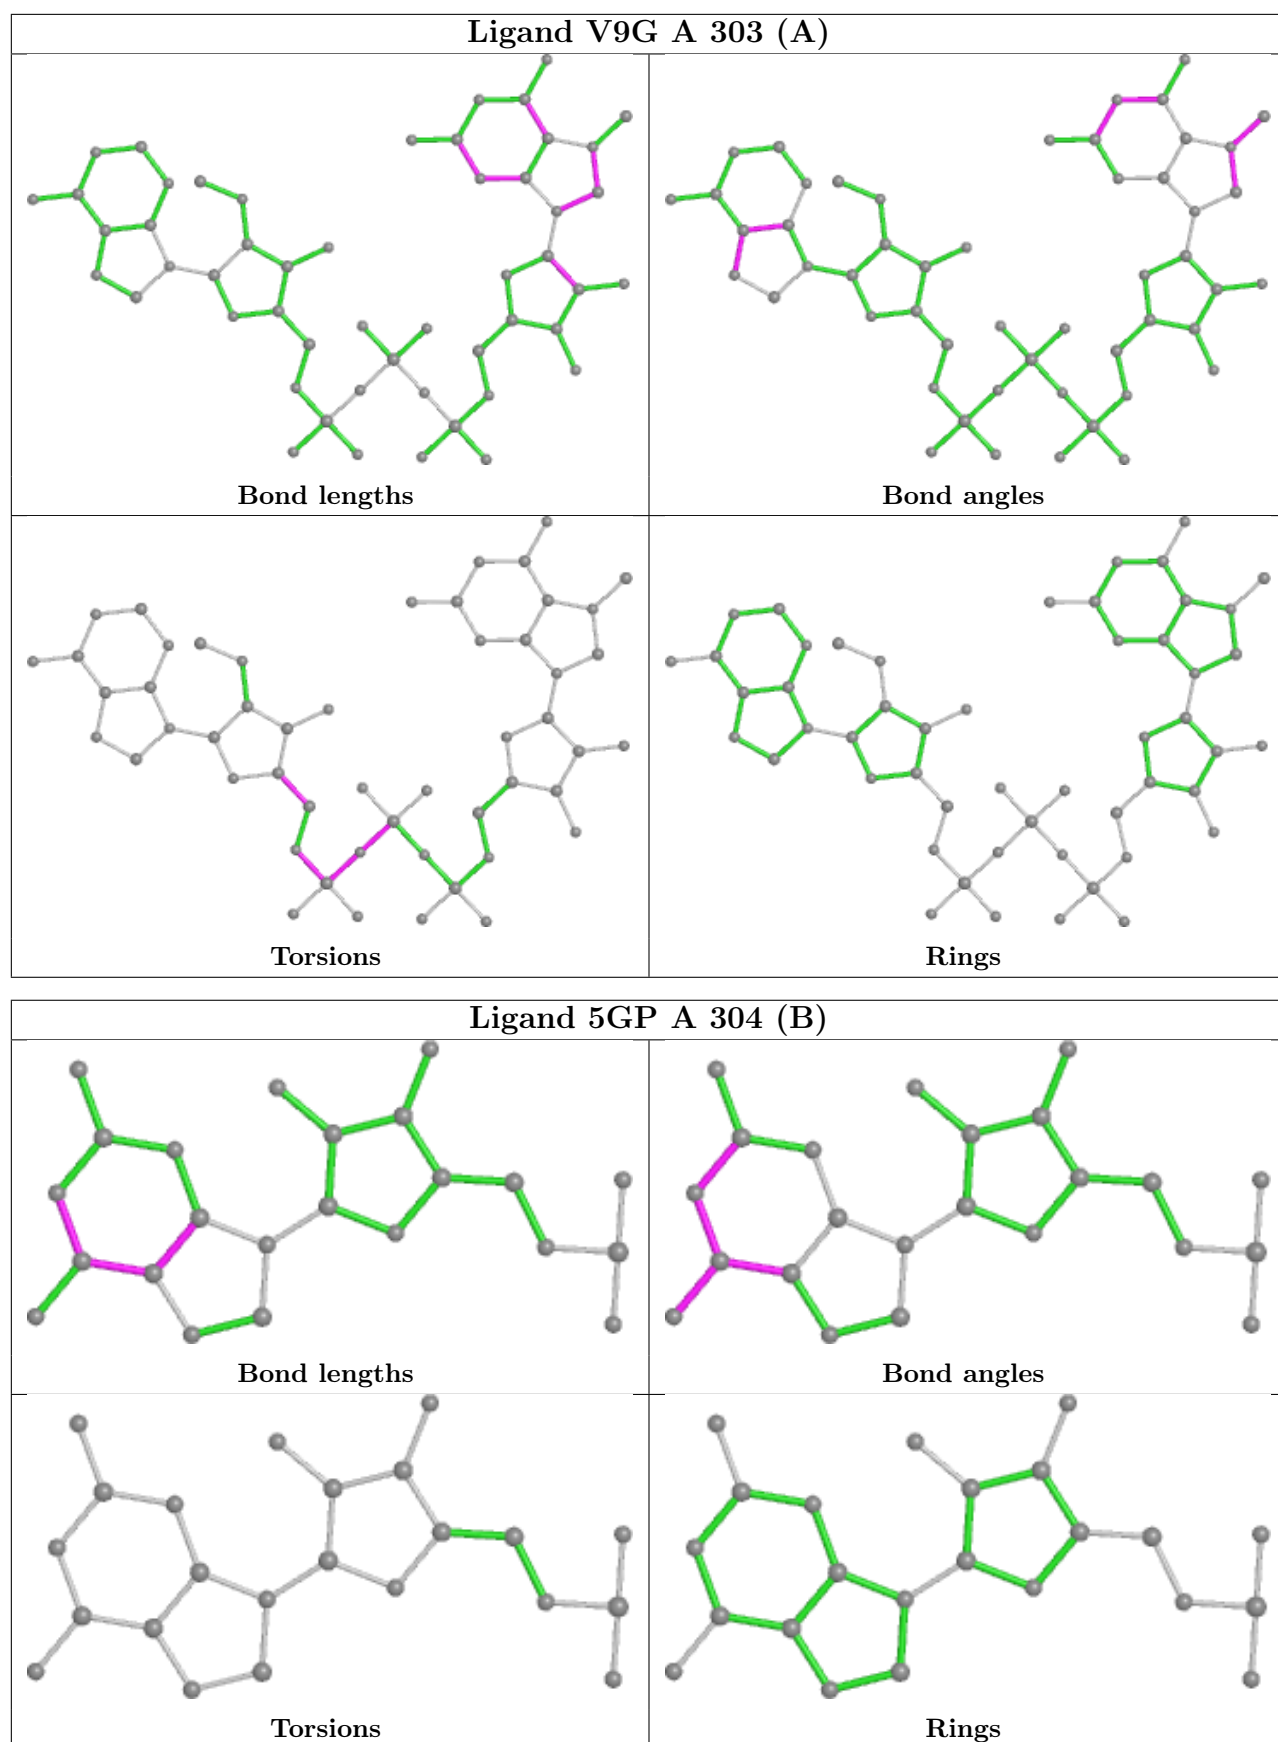 Ligand V9G A 303 (A)
Bond lengths
Bond angles
Torsions
Rings
Ligand 5GP A 304 (B)
Bond lengths
Bond angles
Torsions
Rings